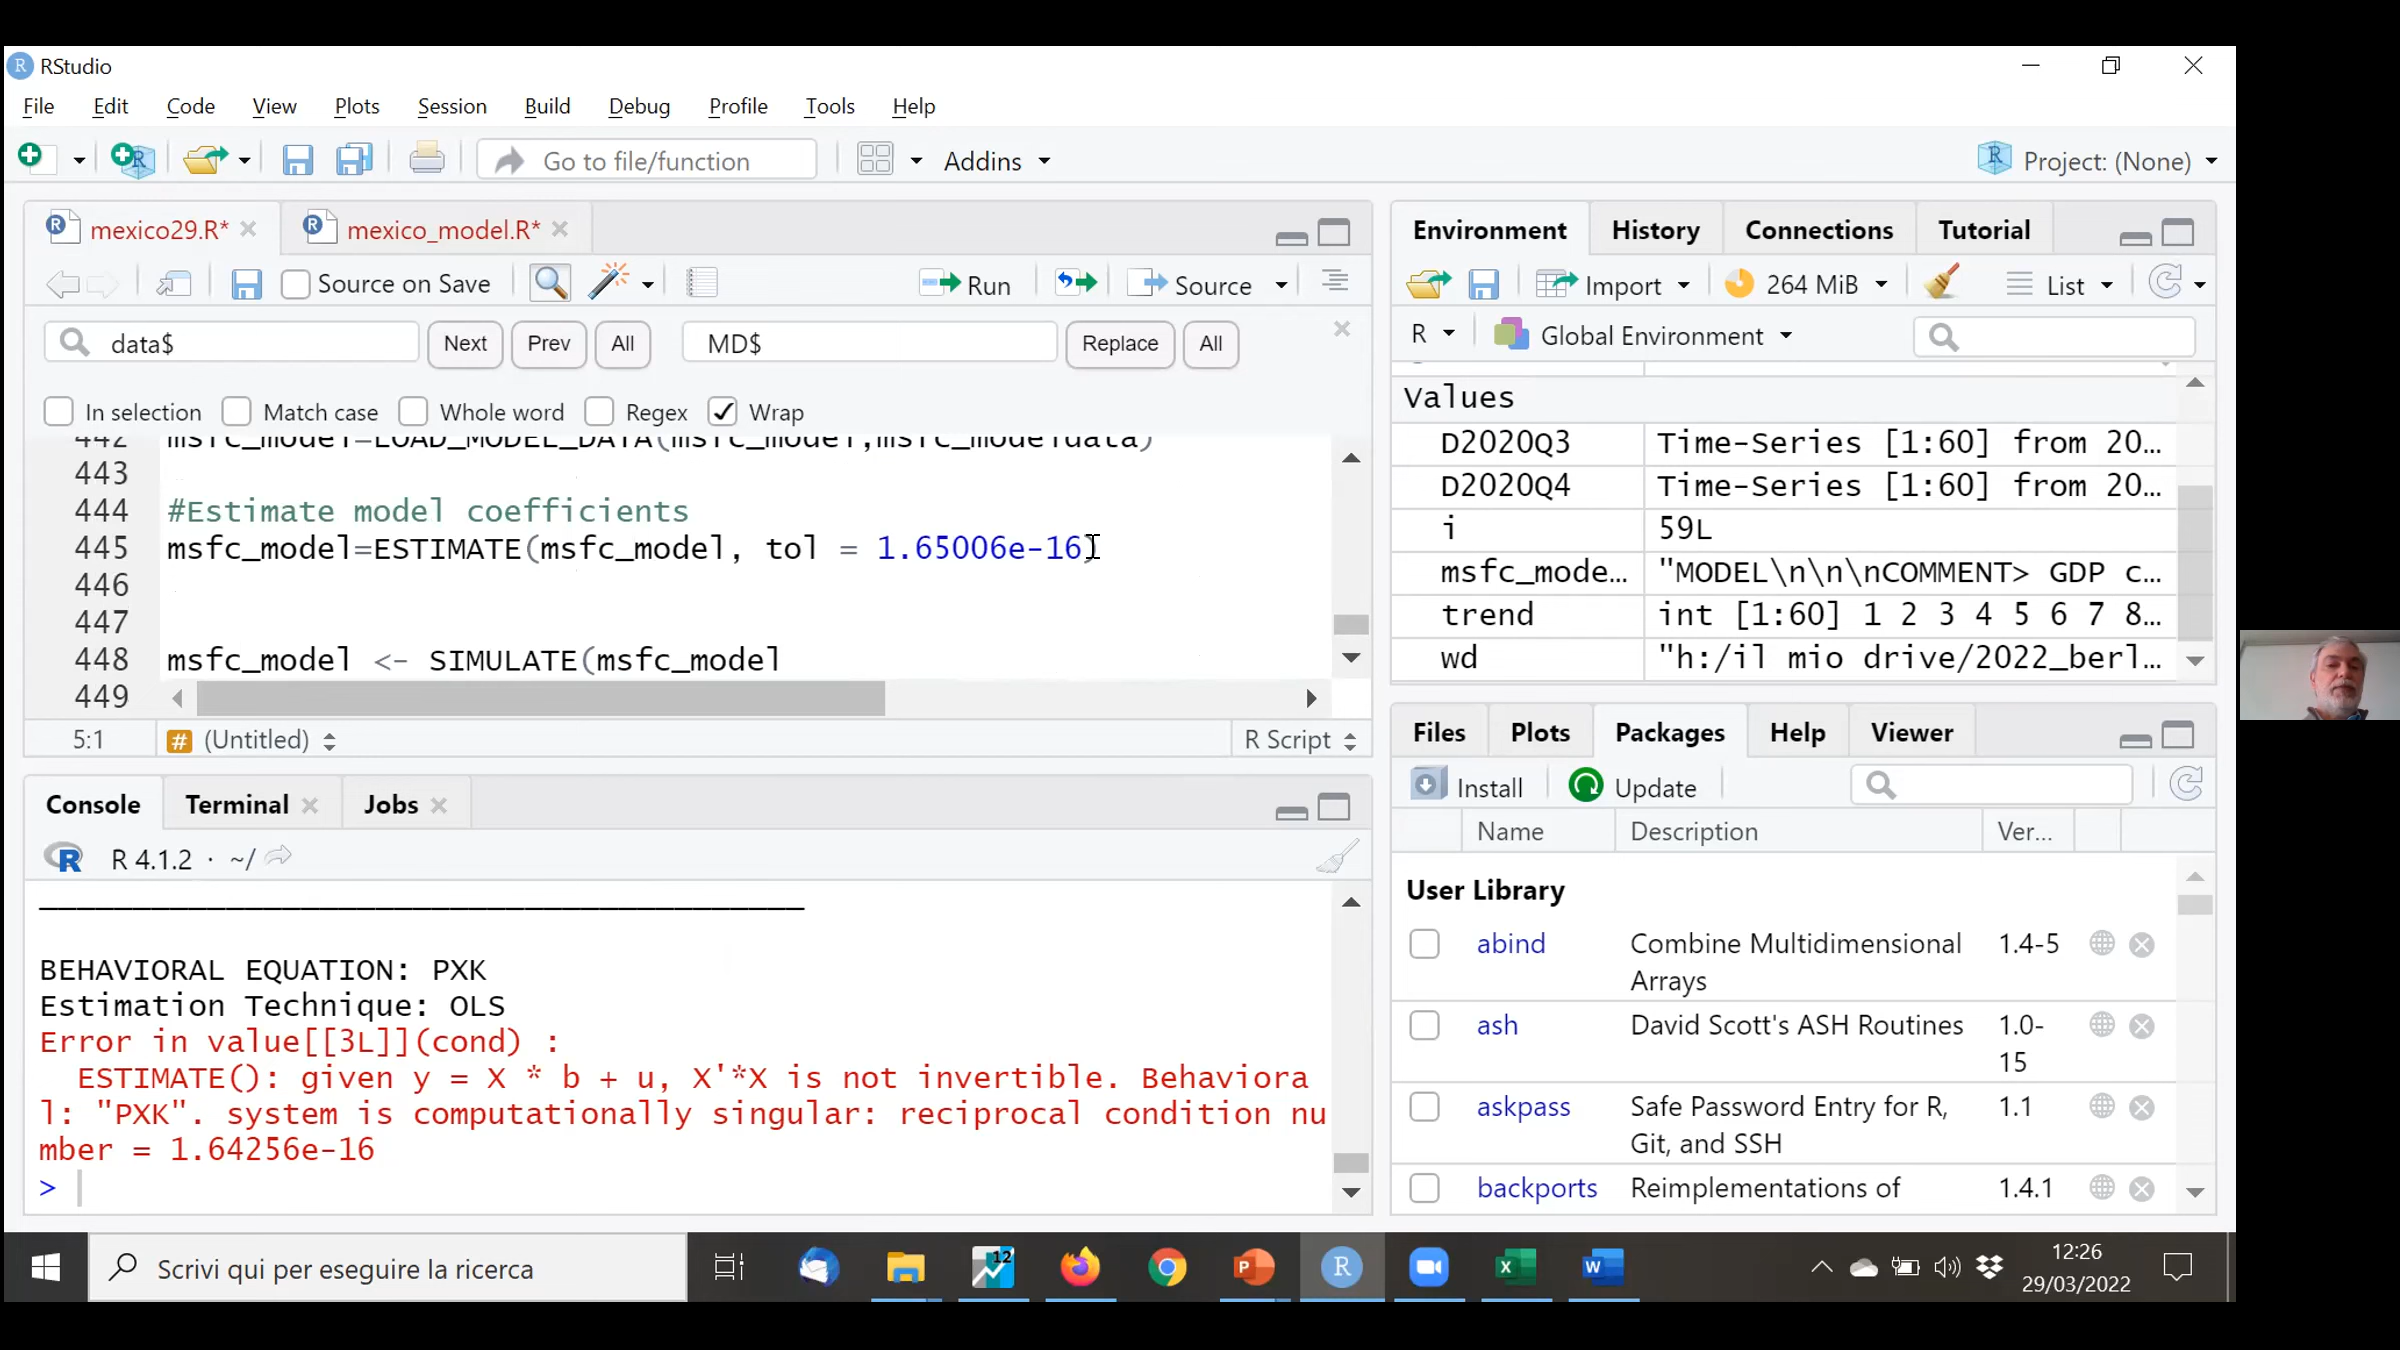 RStudio
File Edit Code View Plots Session Build Debug Profile Tools Help
Go to file/function Addins Project: (None)
mexico29.R* mexico_model.R*
Source on Save Run Source
data$ Next Prev All MD$ Replace All
In selection Match case Whole word Regex Wrap
442 msfc_model=LOAD_MODEL_DATA(msfc_model,msfc_modeldata)
443
444 #Estimate model coefficients
445 msfc_model=ESTIMATE(msfc_model, tol = 1.65006e-16)
446
447
448 msfc_model <- SIMULATE(msfc_model
449
5:1 # (Untitled) R Script
Console Terminal Jobs
R 4.1.2 · ~/
BEHAVIORAL EQUATION: PXK
Estimation Technique: OLS
Error in value[[3L]](cond) :
ESTIMATE(): given y = X * b + u, X'*X is not invertible. Behaviora
l: "PXK". system is computationally singular: reciprocal condition nu
mber = 1.64256e-16
>
Environment History Connections Tutorial
Import 264 MiB List
R Global Environment
Values
D2020Q3 Time-Series [1:60] from 20…
D2020Q4 Time-Series [1:60] from 20…
i 59L
msfc_mode… "MODEL\n\n\nCOMMENT> GDP c…
trend int [1:60] 1 2 3 4 5 6 7 8…
wd "h:/il mio drive/2022_berl…
Files Plots Packages Help Viewer
Install Update
Name Description Ver...
User Library
abind Combine Multidimensional 1.4-5
Arrays
ash David Scott's ASH Routines 1.0-
15
askpass Safe Password Entry for R, 1.1
Git, and SSH
backports Reimplementations of 1.4.1
Scrivi qui per eseguire la ricerca
12
12:26
29/03/2022